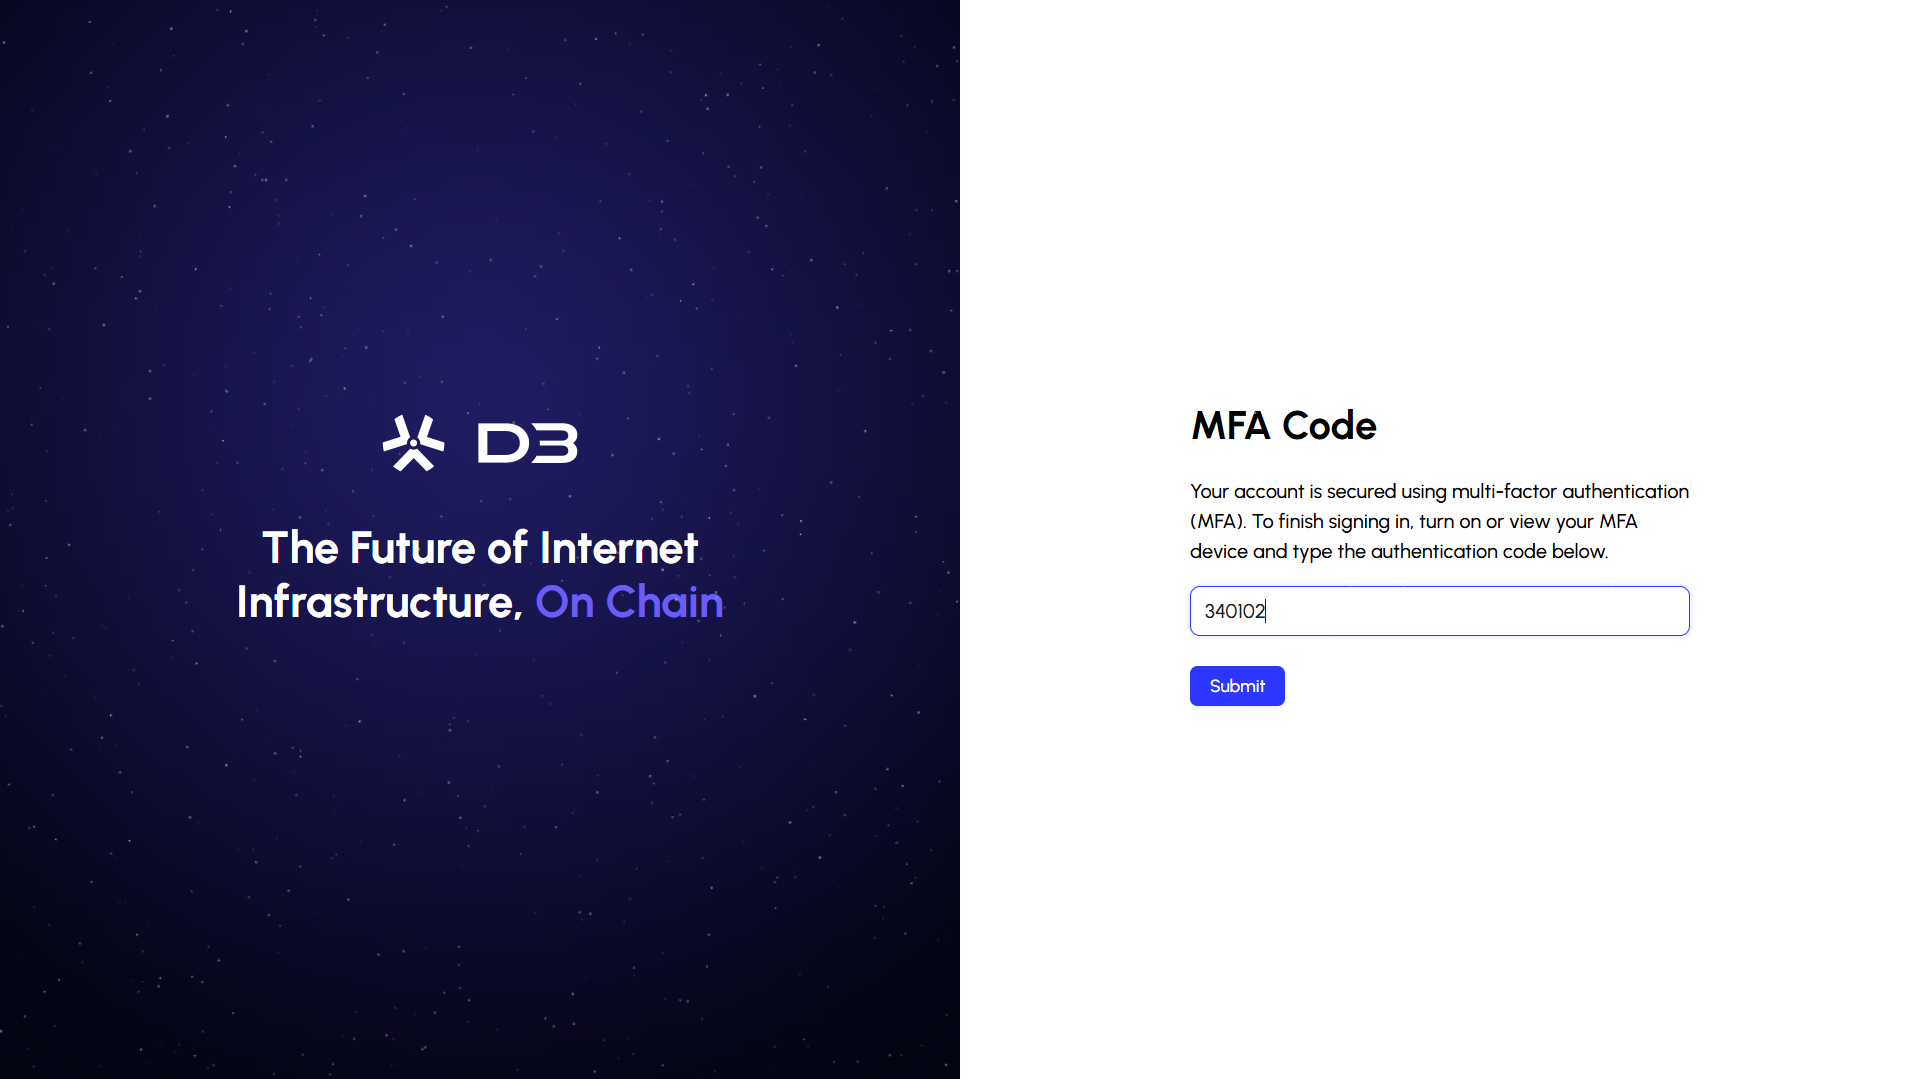 D3
The Future of Internet
Infrastructure, On Chain
MFA Code
Your account is secured using multi-factor authentication
(MFA). To finish signing in, turn on or view your MFA
device and type the authentication code below.
340102
Submit